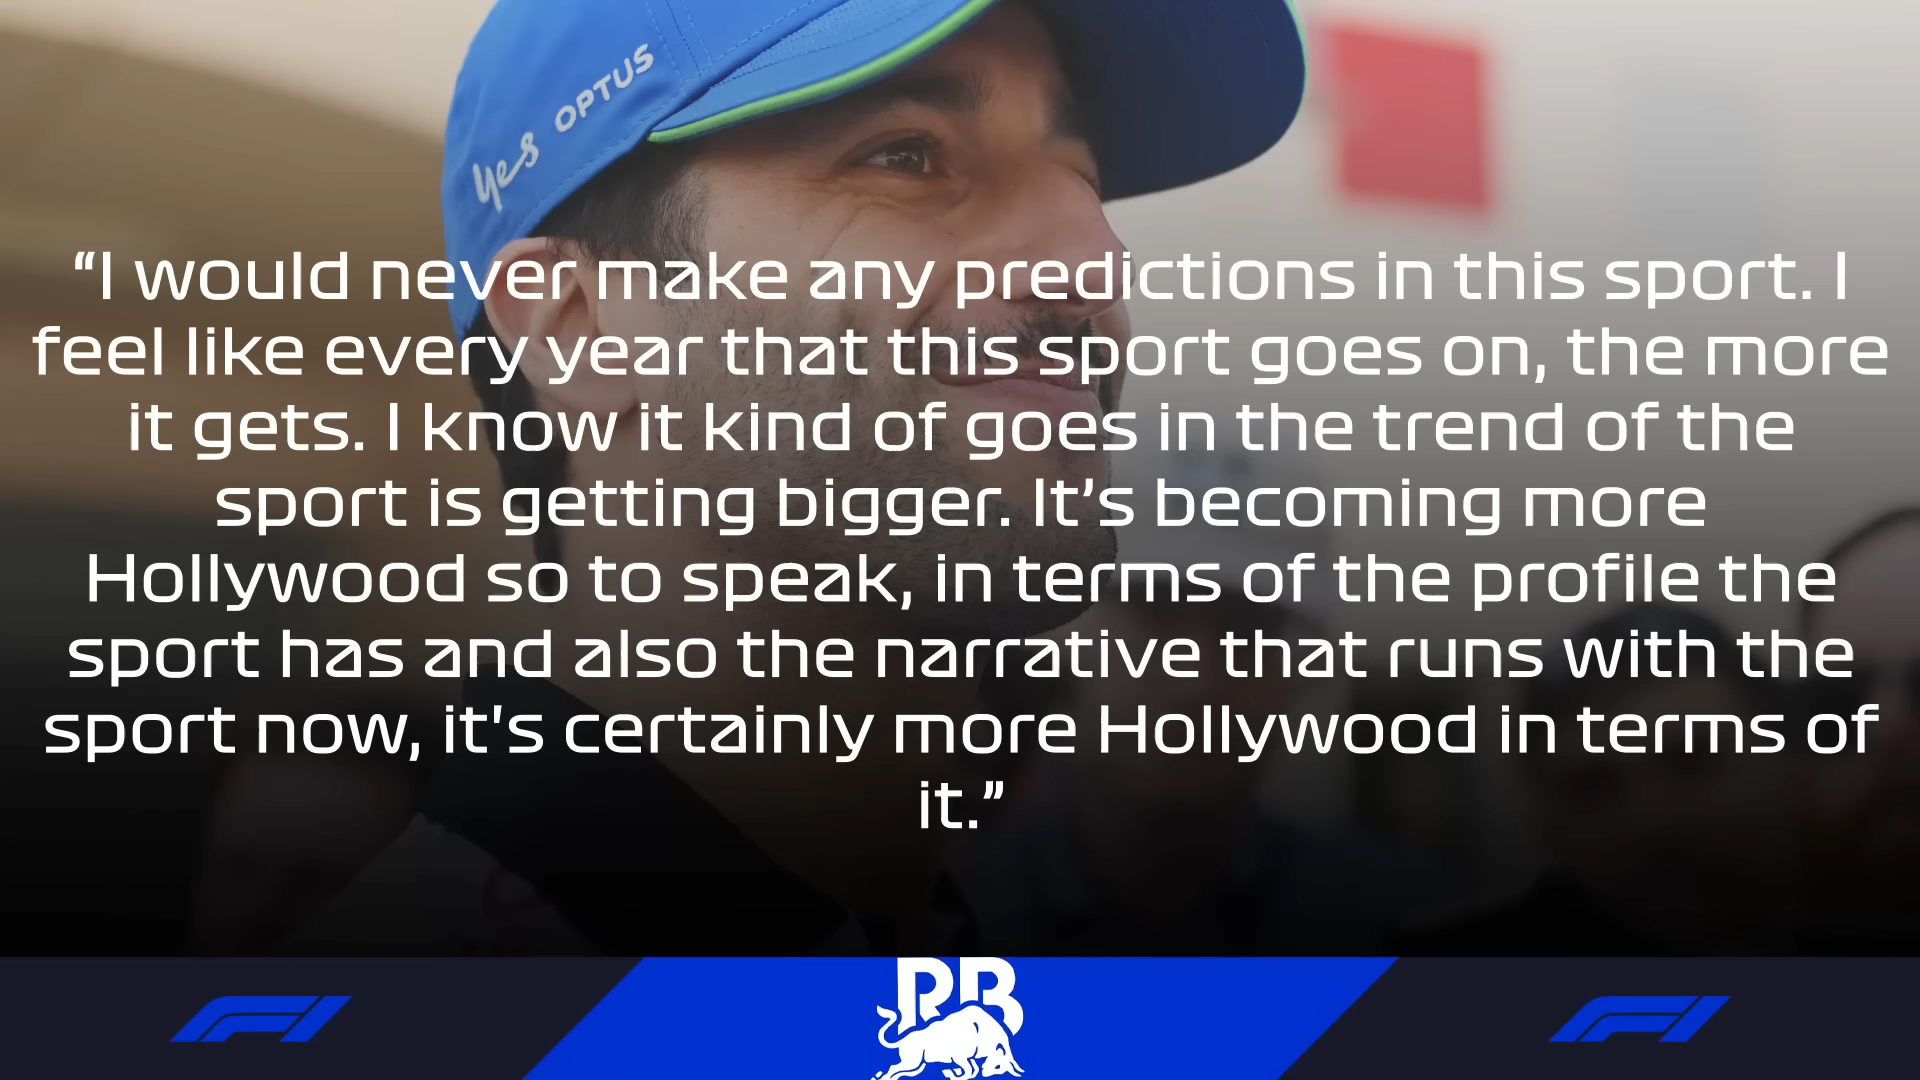 yes OPTUS
“I would never make any predictions in this sport. I
feel like every year that this sport goes on, the more
it gets. I know it kind of goes in the trend of the
sport is getting bigger. It’s becoming more
Hollywood so to speak, in terms of the profile the
sport has and also the narrative that runs with the
sport now, it's certainly more Hollywood in terms of
it.”
F1 RB F1